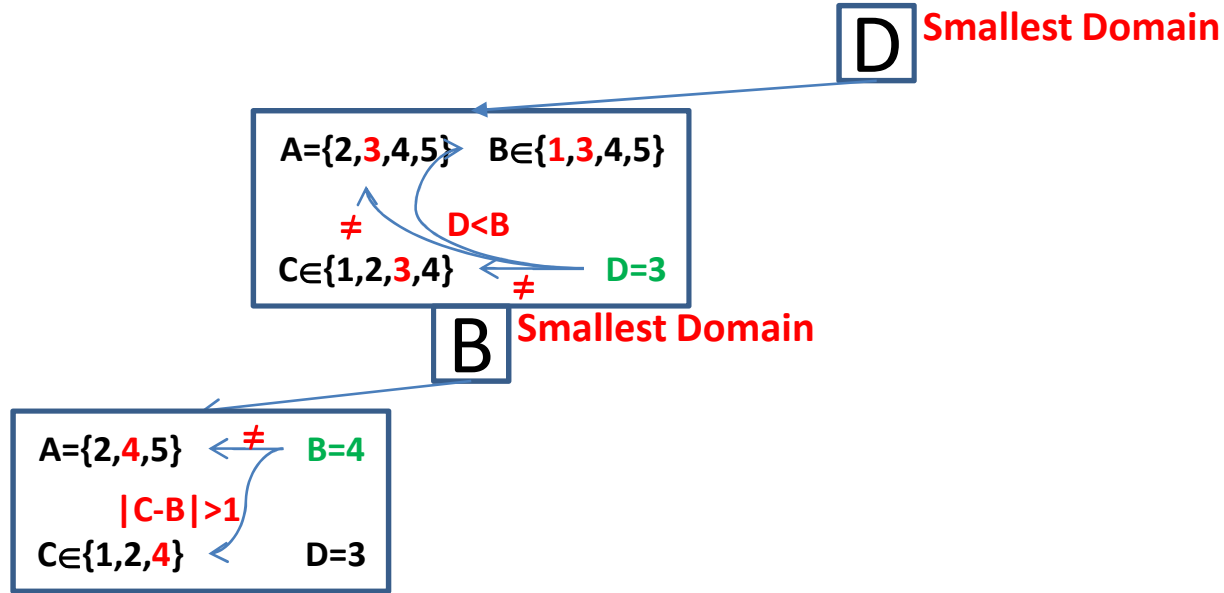 D Smallest Domain
A={2,3,4,5} B∈{1,3,4,5}
≠ D<B
C∈{1,2,3,4} ≠ D=3
B Smallest Domain
A={2,4,5} ≠ B=4
|C-B|>1
C∈{1,2,4} D=3